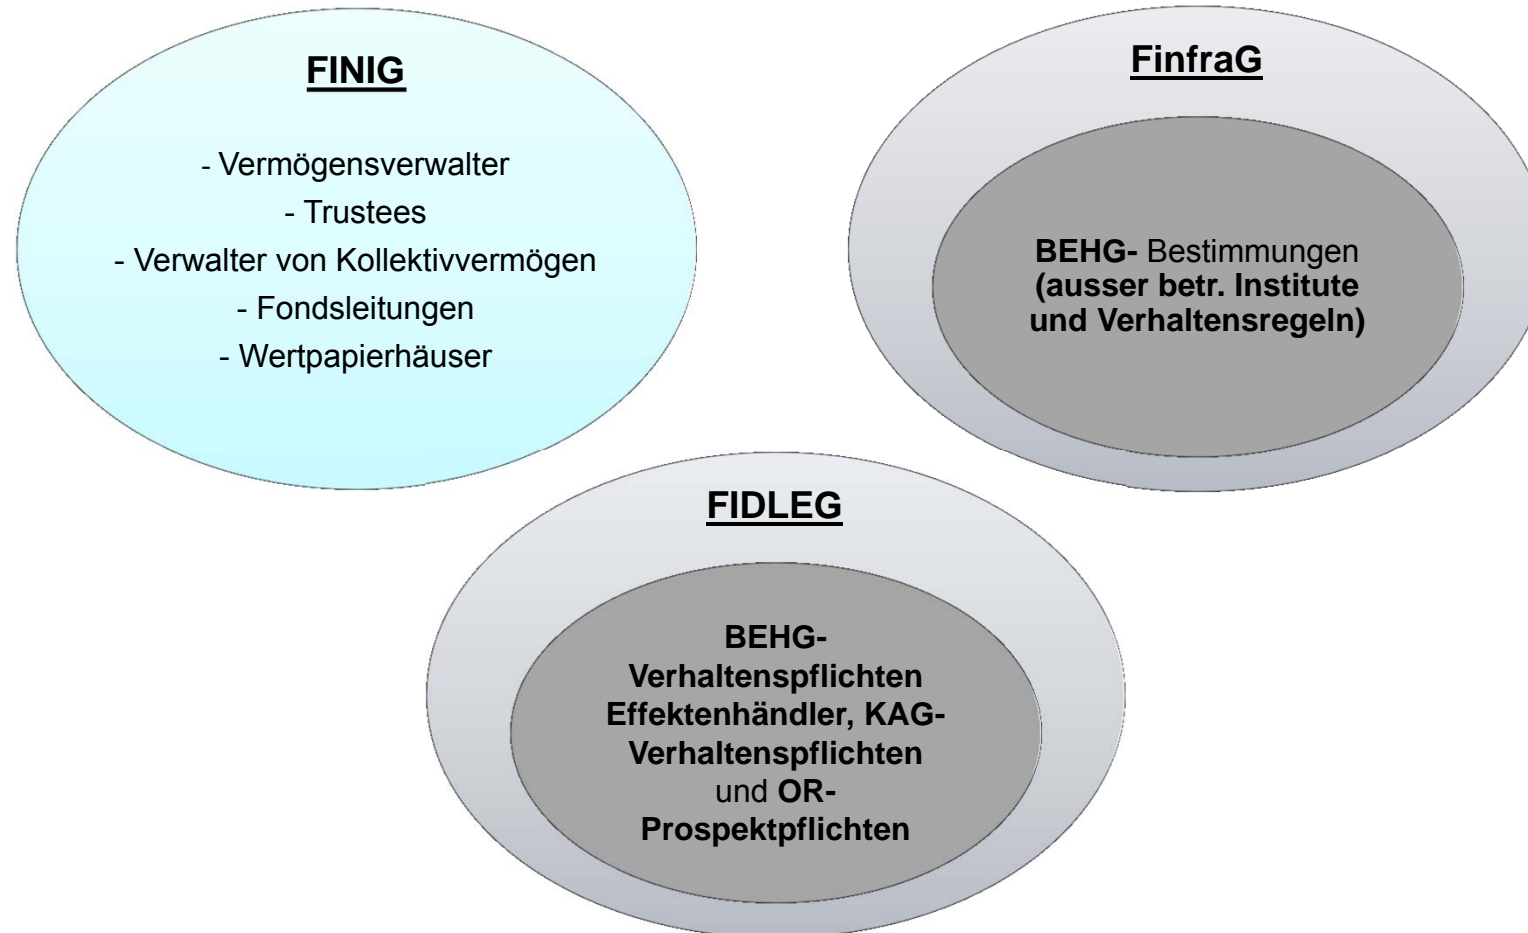 FINIG
- Vermögensverwalter
- Trustees
- Verwalter von Kollektivvermögen
- Fondsleitungen
- Wertpapierhäuser
FinfraG
BEHG- Bestimmungen
(ausser betr. Institute
und Verhaltensregeln)
FIDLEG
BEHG-
Verhaltenspflichten
Effektenhändler, KAG-
Verhaltenspflichten
und OR-
Prospektpflichten